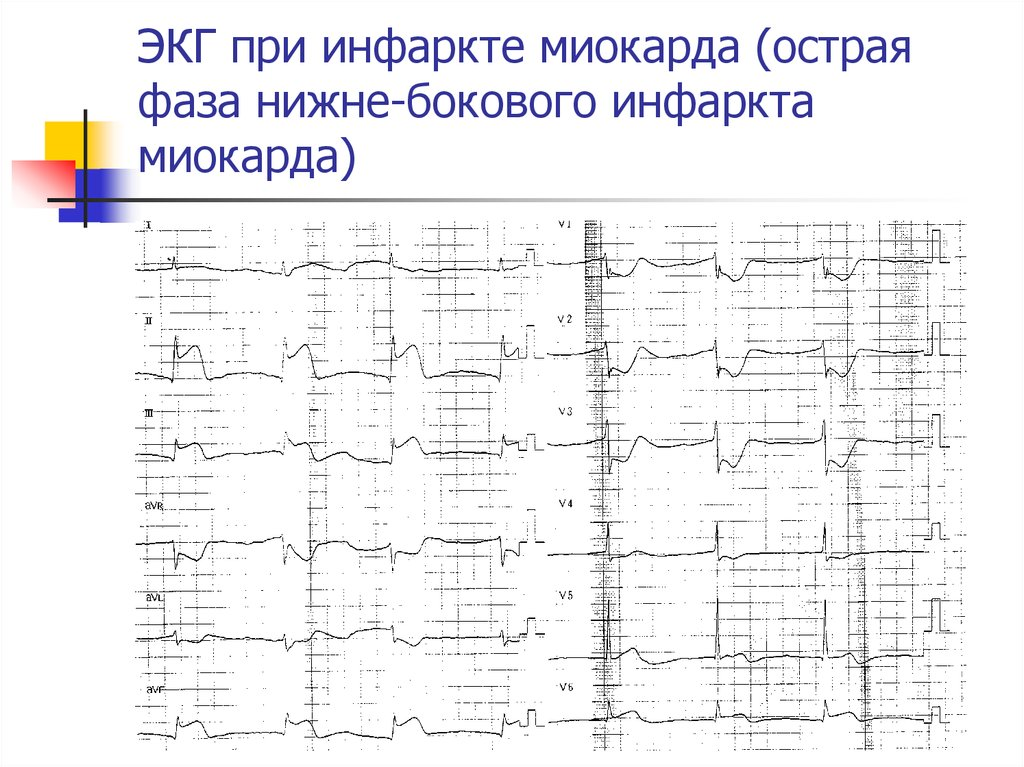 ЭКГ при инфаркте миокарда (острая
фаза нижне-бокового инфаркта
миокарда)
I
II
III
aVR
aVL
aVF
V1
V2
V3
V4
V5
V6